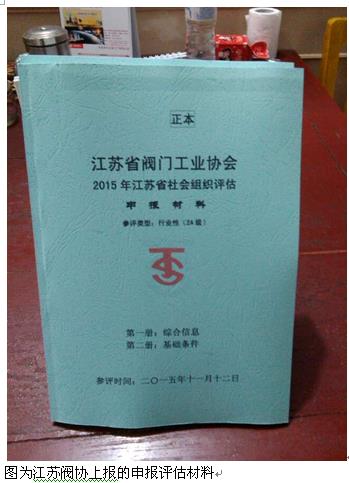 正本
江苏省阀门工业协会
2015年江苏省社会组织评估
申报材料
参评类型：行业性（2A级）
第一册：综合信息
第二册：基础条件
参评时间：二〇一五年十一月十二日
图为江苏阀协上报的申报评估材料